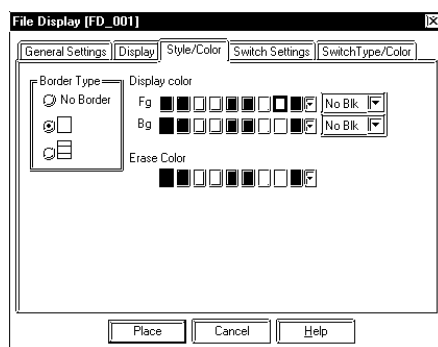 File Display [FD_001]
General Settings Display Style/Color Switch Settings SwitchType/Color
Border Type
No Border
Display color
Fg No Blk
Bg No Blk
Erase Color
Place Cancel Help